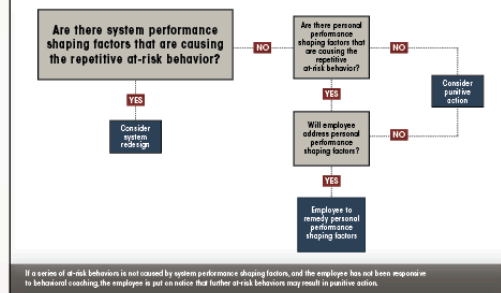 Are there system performance
shaping factors that are causing
the repetitive at-risk behavior?
NO
Are there personal
performance
shaping factors that
are causing the
repetitive
at-risk behavior?
NO
YES
Consider
system
redesign
YES
Consider
punitive
action
Will employee
address personal
performance
shaping factors?
NO
YES
Employee to
remedy personal
performance
shaping factors
If a series of at-risk behaviors is not caused by system performance shaping factors, and the employee has not been responsive
to behavioral coaching, the employee is put on notice that further at-risk behaviors may result in punitive action.